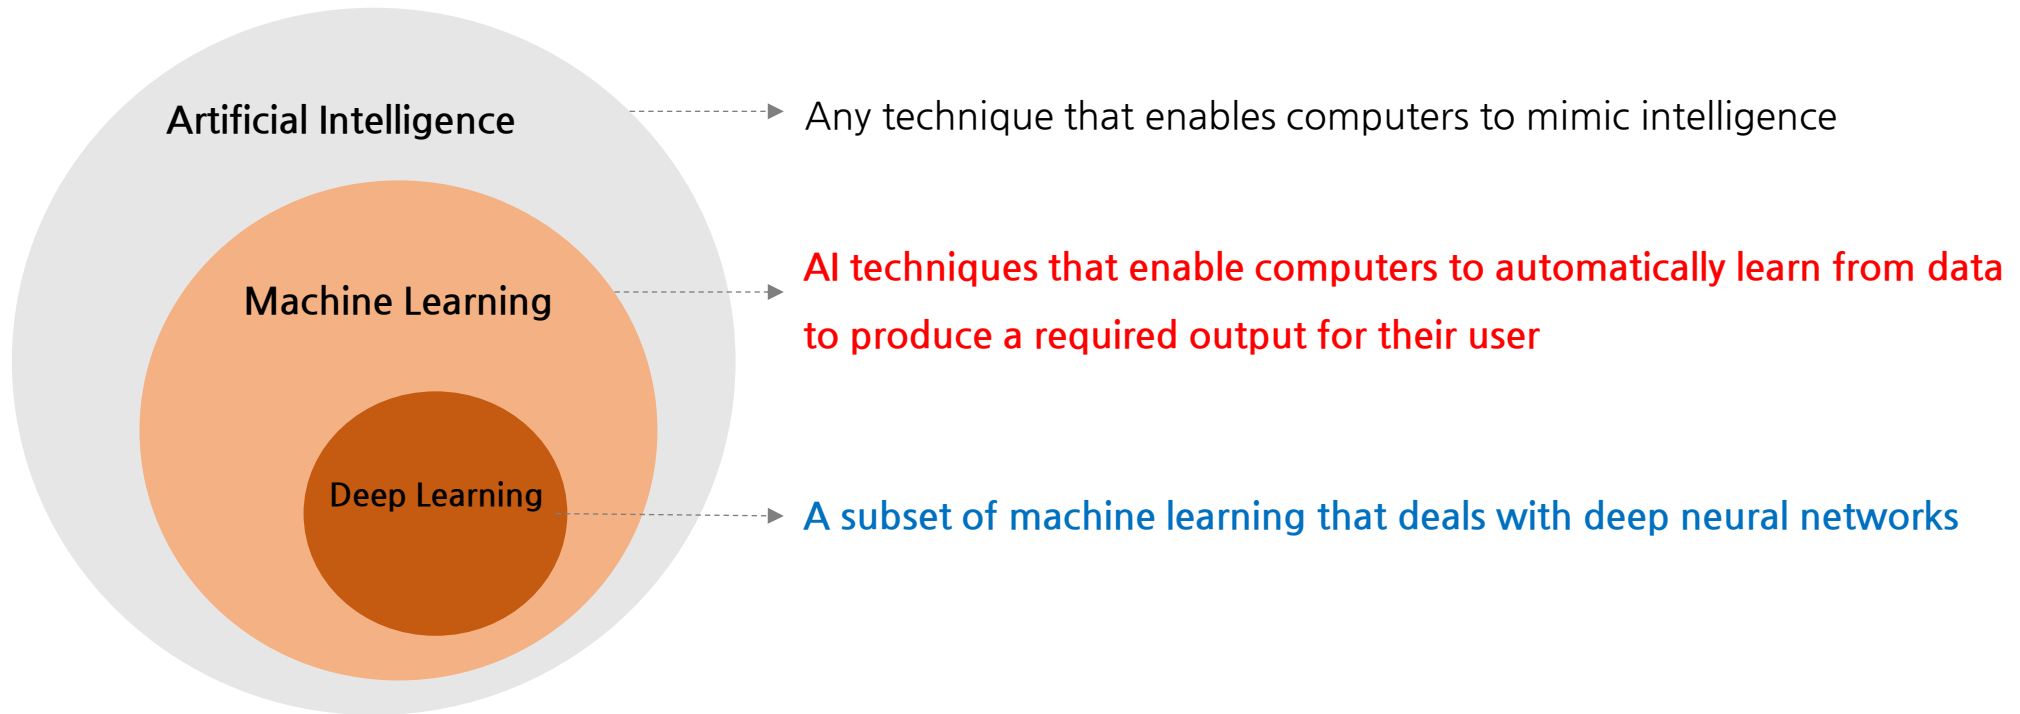 Artificial Intelligence
Any technique that enables computers to mimic intelligence
Machine Learning
AI techniques that enable computers to automatically learn from data
to produce a required output for their user
Deep Learning
A subset of machine learning that deals with deep neural networks